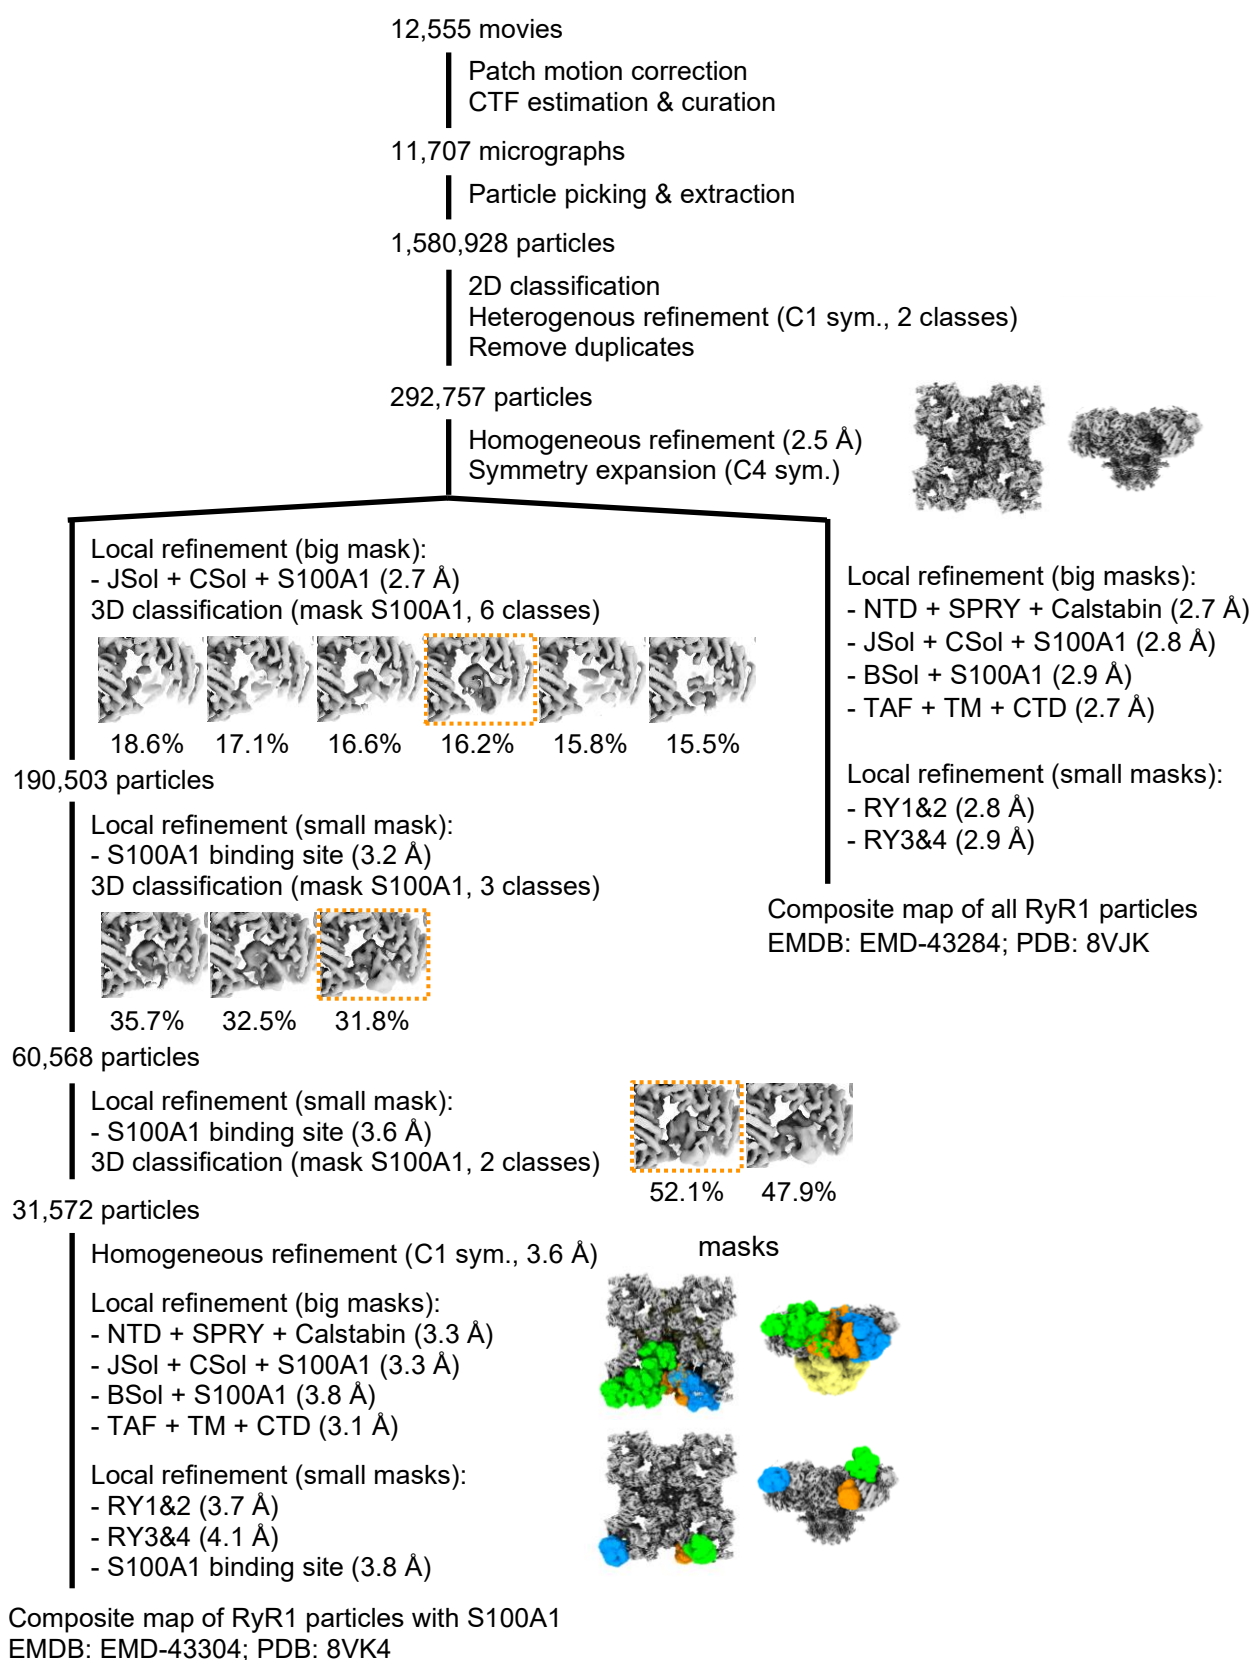 12,555 movies
Patch motion correction
CTF estimation & curation
11,707 micrographs
Particle picking & extraction
1,580,928 particles
2D classification
Heterogenous refinement (C1 sym., 2 classes)
Remove duplicates
292,757 particles
Homogeneous refinement (2.5 Å)
Symmetry expansion (C4 sym.)
Local refinement (big mask):
- JSol + CSol + S100A1 (2.7 Å)
3D classification (mask S100A1, 6 classes)
18.6% 17.1% 16.6% 16.2% 15.8% 15.5%
190,503 particles
Local refinement (small mask):
- S100A1 binding site (3.2 Å)
3D classification (mask S100A1, 3 classes)
35.7% 32.5% 31.8%
60,568 particles
Local refinement (small mask):
- S100A1 binding site (3.6 Å)
3D classification (mask S100A1, 2 classes)
52.1% 47.9%
31,572 particles
Homogeneous refinement (C1 sym., 3.6 Å)
masks
Local refinement (big masks):
- NTD + SPRY + Calstabin (3.3 Å)
- JSol + CSol + S100A1 (3.3 Å)
- BSol + S100A1 (3.8 Å)
- TAF + TM + CTD (3.1 Å)
Local refinement (small masks):
- RY1&2 (3.7 Å)
- RY3&4 (4.1 Å)
- S100A1 binding site (3.8 Å)
Composite map of RyR1 particles with S100A1
EMDB: EMD-43304; PDB: 8VK4
Local refinement (big masks):
- NTD + SPRY + Calstabin (2.7 Å)
- JSol + CSol + S100A1 (2.8 Å)
- BSol + S100A1 (2.9 Å)
- TAF + TM + CTD (2.7 Å)
Local refinement (small masks):
- RY1&2 (2.8 Å)
- RY3&4 (2.9 Å)
Composite map of all RyR1 particles
EMDB: EMD-43284; PDB: 8VJK